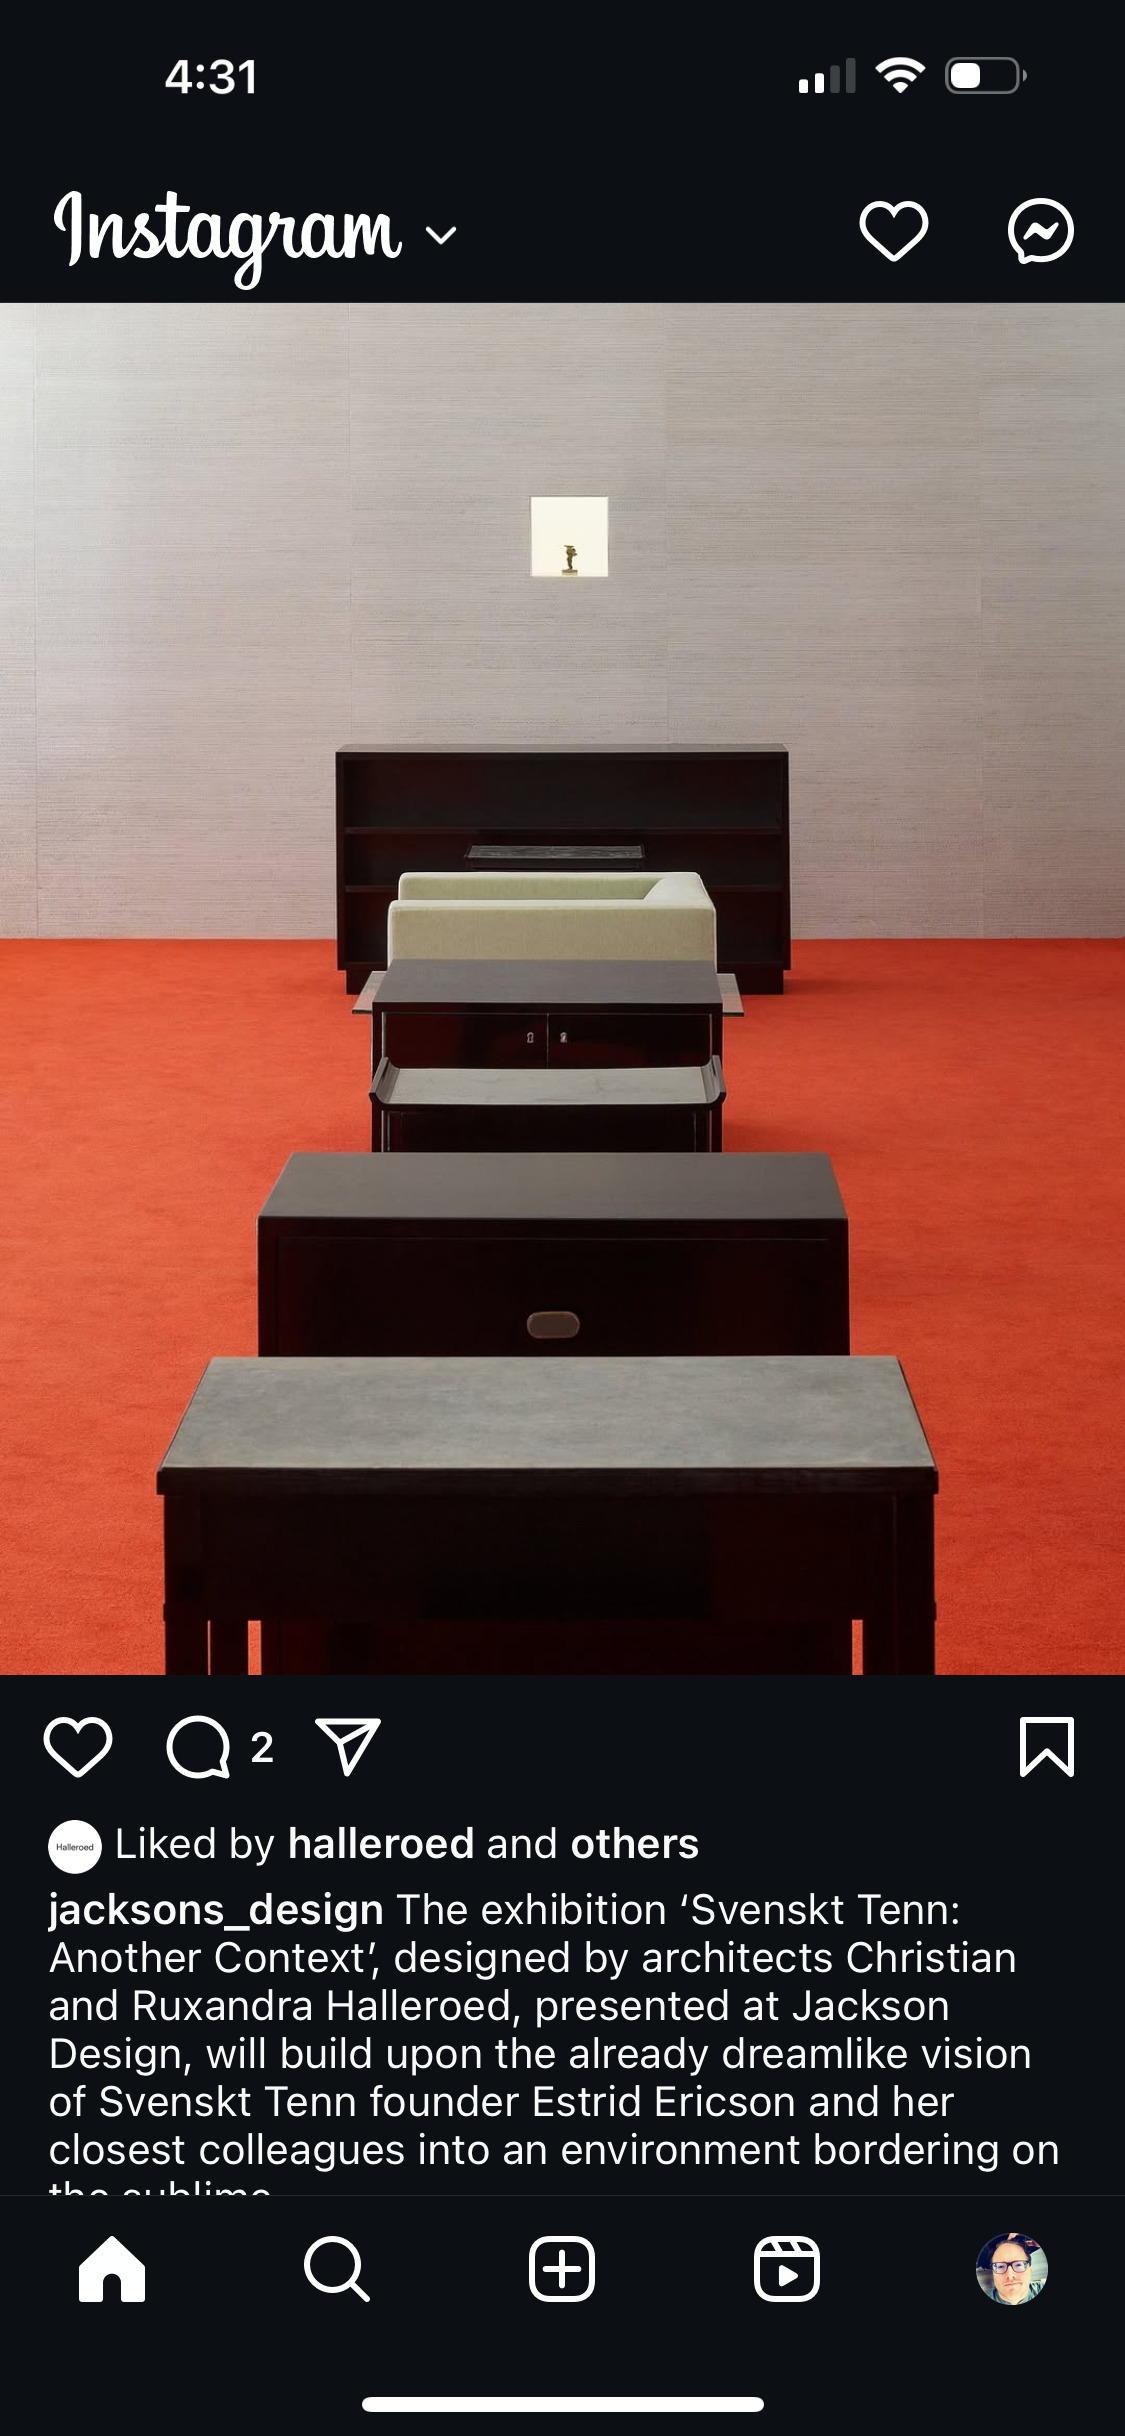 4:31
Instagram
2
Halleroed
Liked by halleroed and others
jacksons_design The exhibition ‘Svenskt Tenn:
Another Context’, designed by architects Christian
and Ruxandra Halleroed, presented at Jackson
Design, will build upon the already dreamlike vision
of Svenskt Tenn founder Estrid Ericson and her
closest colleagues into an environment bordering on
the sublime